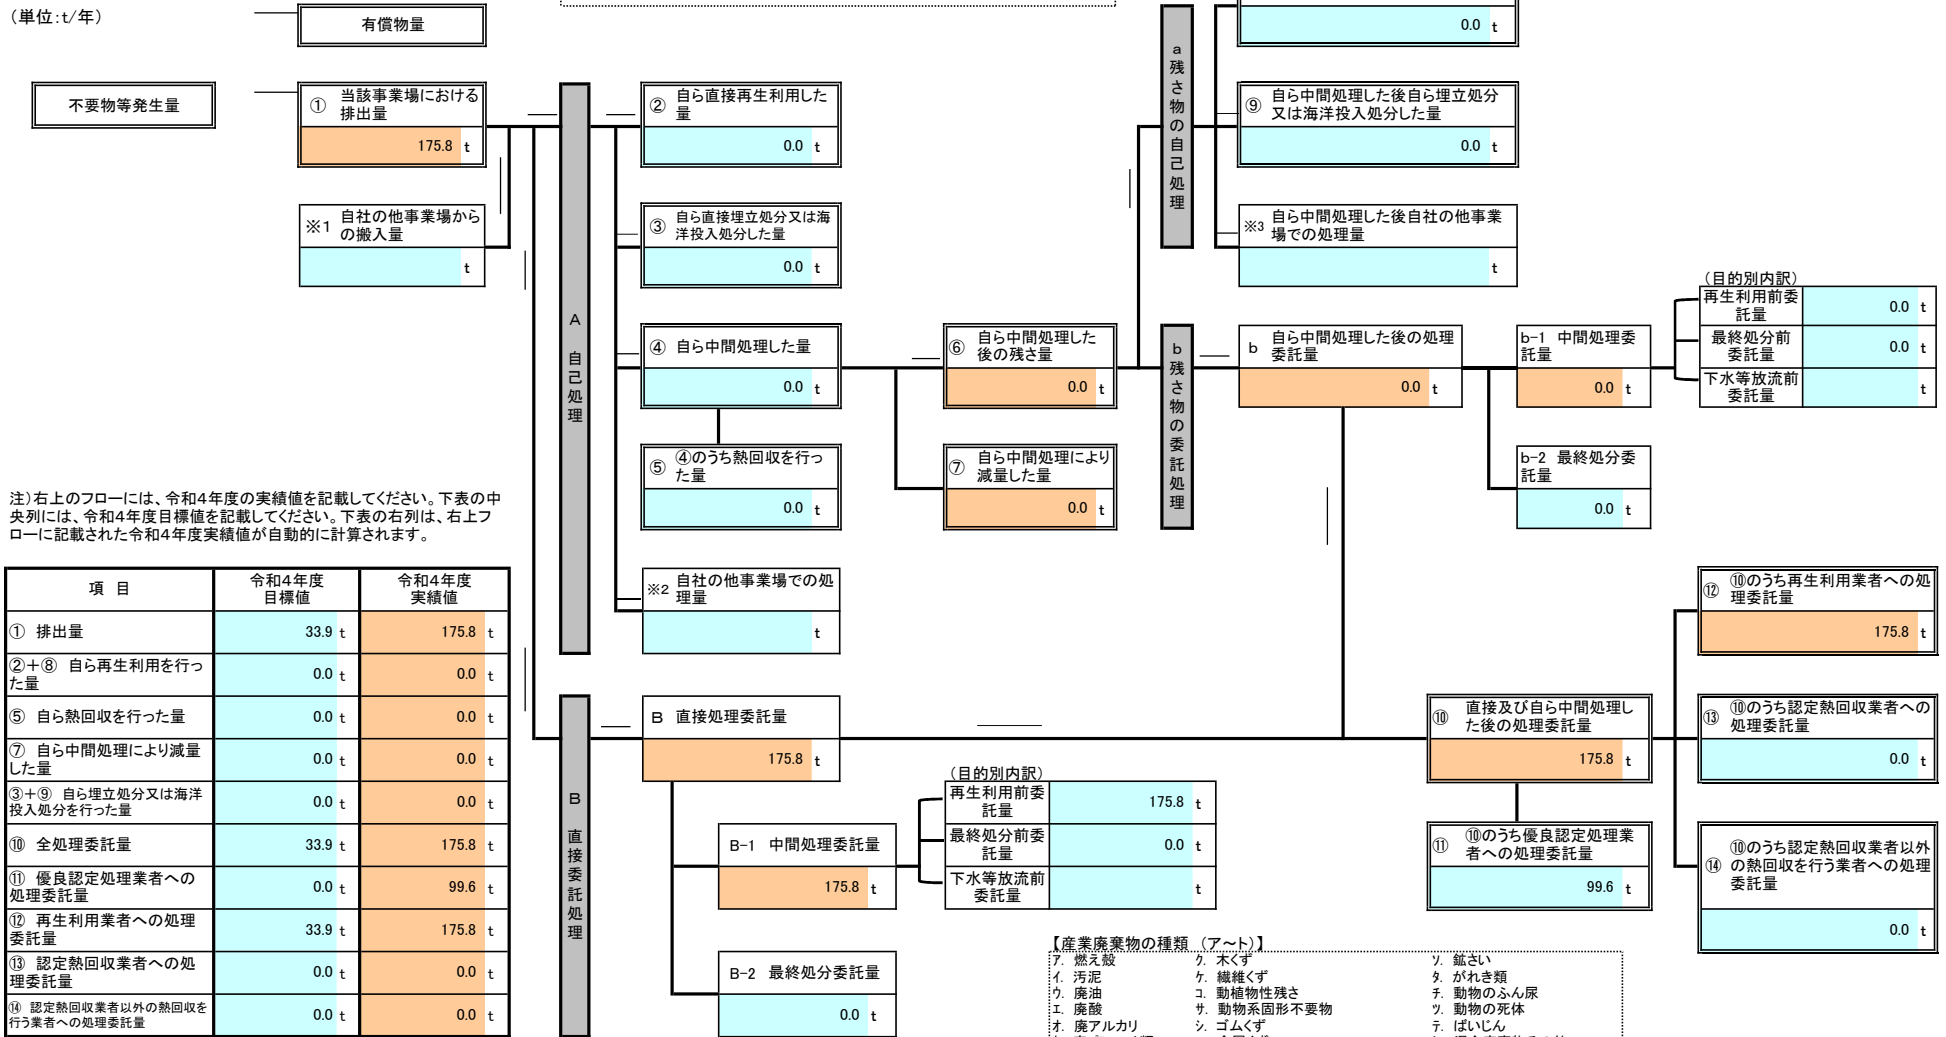 (単位:t/年)
有償物量
不要物等発生量
① 当該事業場における
排出量
175.8 t
※1 自社の他事業場から
の搬入量
t
A 自己処理
② 自ら直接再生利用した
量
0.0 t
③ 自ら直接埋立処分又は海
洋投入処分した量
0.0 t
④ 自ら中間処理した量
0.0 t
⑤ ④のうち熱回収を行っ
た量
0.0 t
※2 自社の他事業場での処
理量
t
⑥ 自ら中間処理した
後の残さ量
0.0 t
⑦ 自ら中間処理により
減量した量
0.0 t
a 残さ物の自己処理
0.0 t
⑨ 自ら中間処理した後自ら埋立処分
又は海洋投入処分した量
0.0 t
※3 自ら中間処理した後自社の他事業
場での処理量
t
b 残さ物の委託処理
b 自ら中間処理した後の処理
委託量
0.0 t
b-1 中間処理委
託量
0.0 t
(目的別内訳)
再生利用前委
託量
0.0 t
最終処分前
委託量
0.0 t
下水等放流前
委託量
t
b-2 最終処分委
託量
0.0 t
注)右上のフローには、令和4年度の実績値を記載してください。下表の中
央列には、令和4年度目標値を記載してください。下表の右列は、右上フ
ローに記載された令和4年度実績値が自動的に計算されます。
項 目 令和4年度 令和4年度
目標値 実績値
① 排出量 33.9 t 175.8 t
②+⑧ 自ら再生利用を行っ
た量 0.0 t 0.0 t
⑤ 自ら熱回収を行った量 0.0 t 0.0 t
⑦ 自ら中間処理により減量
した量 0.0 t 0.0 t
③+⑨ 自ら埋立処分又は海洋
投入処分を行った量 0.0 t 0.0 t
⑩ 全処理委託量 33.9 t 175.8 t
⑪ 優良認定処理業者への
処理委託量 0.0 t 99.6 t
⑫ 再生利用業者への処理
委託量 33.9 t 175.8 t
⑬ 認定熱回収業者への処
理委託量 0.0 t 0.0 t
⑭ 認定熱回収業者以外の熱回収を
行う業者への処理委託量 0.0 t 0.0 t
B 直接委託処理
B 直接処理委託量
175.8 t
B-1 中間処理委託量
175.8 t
(目的別内訳)
再生利用前委
託量
175.8 t
最終処分前委
託量
0.0 t
下水等放流前
委託量
t
B-2 最終処分委託量
0.0 t
⑩ 直接及び自ら中間処理し
た後の処理委託量
175.8 t
⑪ ⑩のうち優良認定処理業
者への処理委託量
99.6 t
⑫ ⑩のうち再生利用業者への処
理委託量
175.8 t
⑬ ⑩のうち認定熱回収業者への
処理委託量
0.0 t
⑭ ⑩のうち認定熱回収業者以外
の熱回収を行う業者への処理
委託量
0.0 t
【産業廃棄物の種類 (ア~ト)】
ア. 燃え殻 ク. 木くず ソ. 鉱さい
イ. 汚泥 ケ. 繊維くず タ. がれき類
ウ. 廃油 コ. 動植物性残さ チ. 動物のふん尿
エ. 廃酸 サ. 動物系固形不要物 ツ. 動物の死体
オ. 廃アルカリ シ. ゴムくず テ. ばいじん